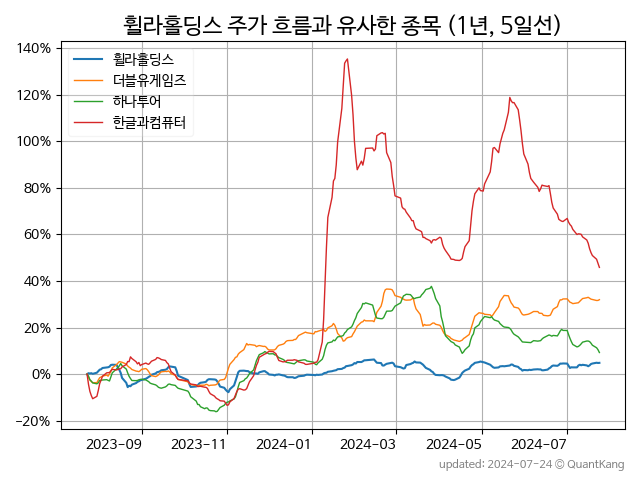 휠라홀딩스 주가 흐름과 유사한 종목 (1년, 5일선)
140%
120%
100%
80%
60%
40%
20%
0%
−20%
휠라홀딩스
더블유게임즈
하나투어
한글과컴퓨터
2023-09
2023-11
2024-01
2024-03
2024-05
2024-07
updated: 2024-07-24 © QuantKang